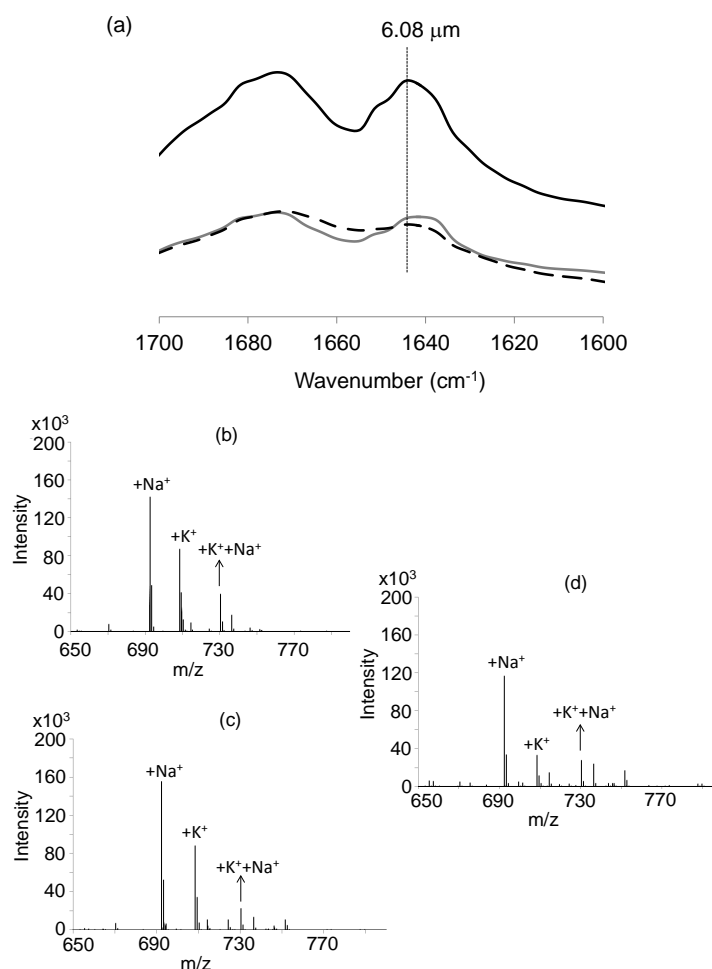 (a)
6.08 μm
1700 1680 1660 1640 1620 1600
Wavenumber (cm⁻¹)
(b)
x10³
200
160
120
80
40
0
Intensity
+Na⁺
+K⁺
+K⁺+Na⁺
650 690 730 770
m/z
(c)
x10³
200
160
120
80
40
0
Intensity
+Na⁺
+K⁺
+K⁺+Na⁺
650 690 730 770
m/z
(d)
x10³
200
160
120
80
40
0
Intensity
+Na⁺
+K⁺
+K⁺+Na⁺
650 690 730 770
m/z